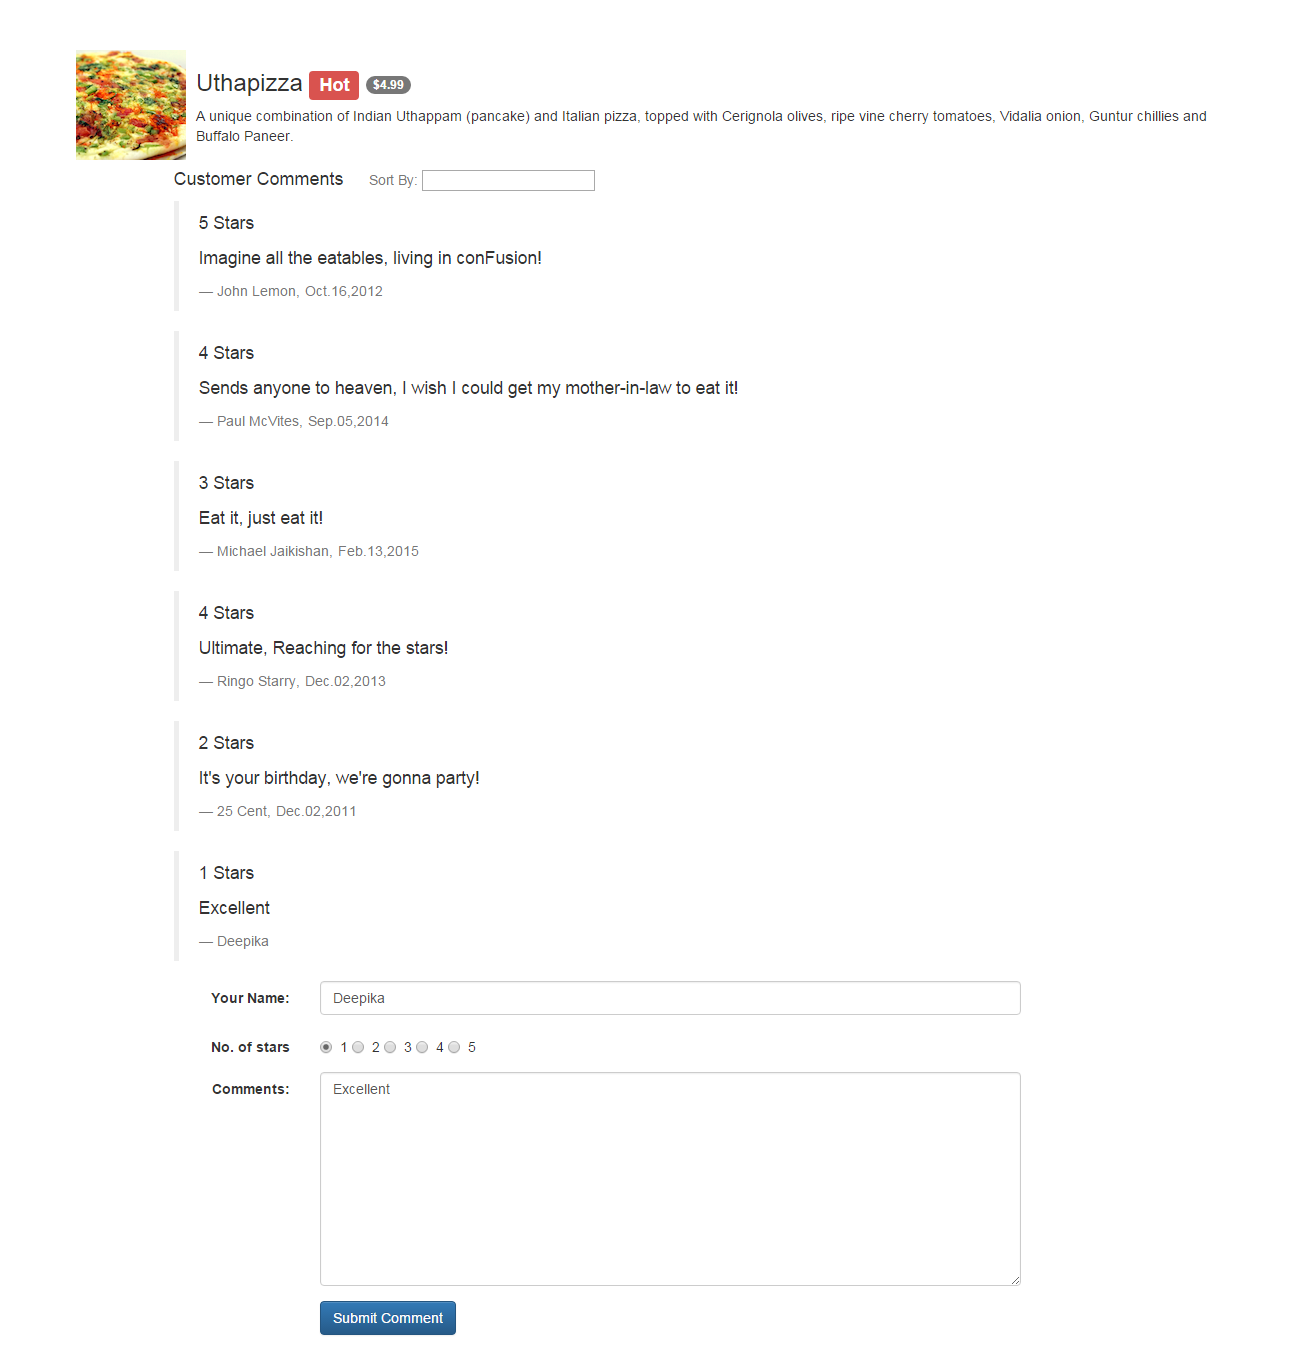 Uthapizza Hot $4.99
A unique combination of Indian Uthappam (pancake) and Italian pizza, topped with Cerignola olives, ripe vine cherry tomatoes, Vidalia onion, Guntur chillies and
Buffalo Paneer.
Customer Comments Sort By:
5 Stars
Imagine all the eatables, living in conFusion!
— John Lemon, Oct.16,2012
4 Stars
Sends anyone to heaven, I wish I could get my mother-in-law to eat it!
— Paul McVites, Sep.05,2014
3 Stars
Eat it, just eat it!
— Michael Jaikishan, Feb.13,2015
4 Stars
Ultimate, Reaching for the stars!
— Ringo Starry, Dec.02,2013
2 Stars
It's your birthday, we're gonna party!
— 25 Cent, Dec.02,2011
1 Stars
Excellent
— Deepika
Your Name: Deepika
No. of stars 1 2 3 4 5
Comments: Excellent
Submit Comment